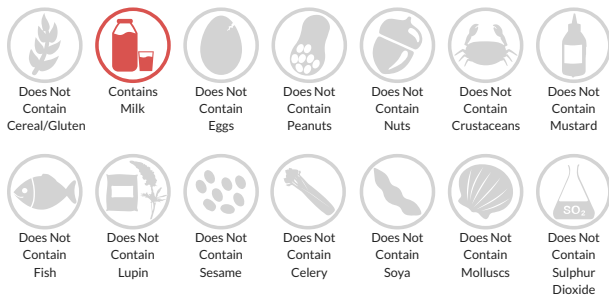 Does Not
Contain
Cereal/Gluten
Contains
Milk
Does Not
Contain
Eggs
Does Not
Contain
Peanuts
Does Not
Contain
Nuts
Does Not
Contain
Crustaceans
Does Not
Contain
Mustard
Does Not
Contain
Fish
Does Not
Contain
Lupin
Does Not
Contain
Sesame
Does Not
Contain
Celery
Does Not
Contain
Soya
Does Not
Contain
Molluscs
SO₂
Does Not
Contain
Sulphur
Dioxide